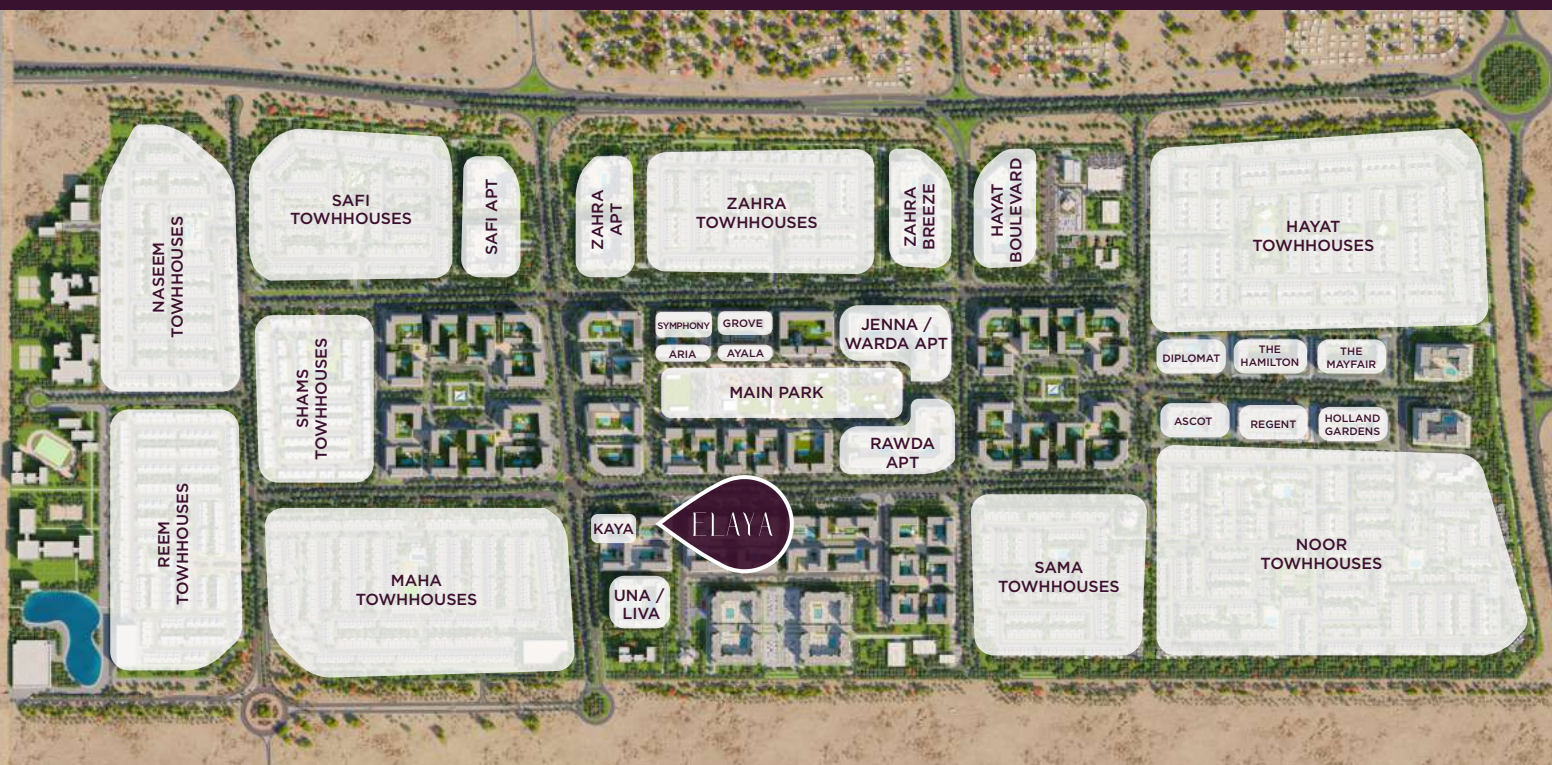 SAFI
TOWHHOUSES
SAFI APT
ZAHRA
APT
ZAHRA
TOWHHOUSES
ZAHRA
BREEZE
HAYAT
BOULEVARD
HAYAT
TOWHHOUSES
NASEEM
TOWHHOUSES
SHAMS
TOWHHOUSES
SYMPHONY
GROVE
ARIA
AYALA
JENNA /
WARDA APT
MAIN PARK
RAWDA
APT
DIPLOMAT
THE
HAMILTON
THE
MAYFAIR
ASCOT
REGENT
HOLLAND
GARDENS
REEM
TOWHHOUSES
MAHA
TOWHHOUSES
KAYA
ELAYA
UNA /
LIVA
SAMA
TOWHHOUSES
NOOR
TOWHHOUSES